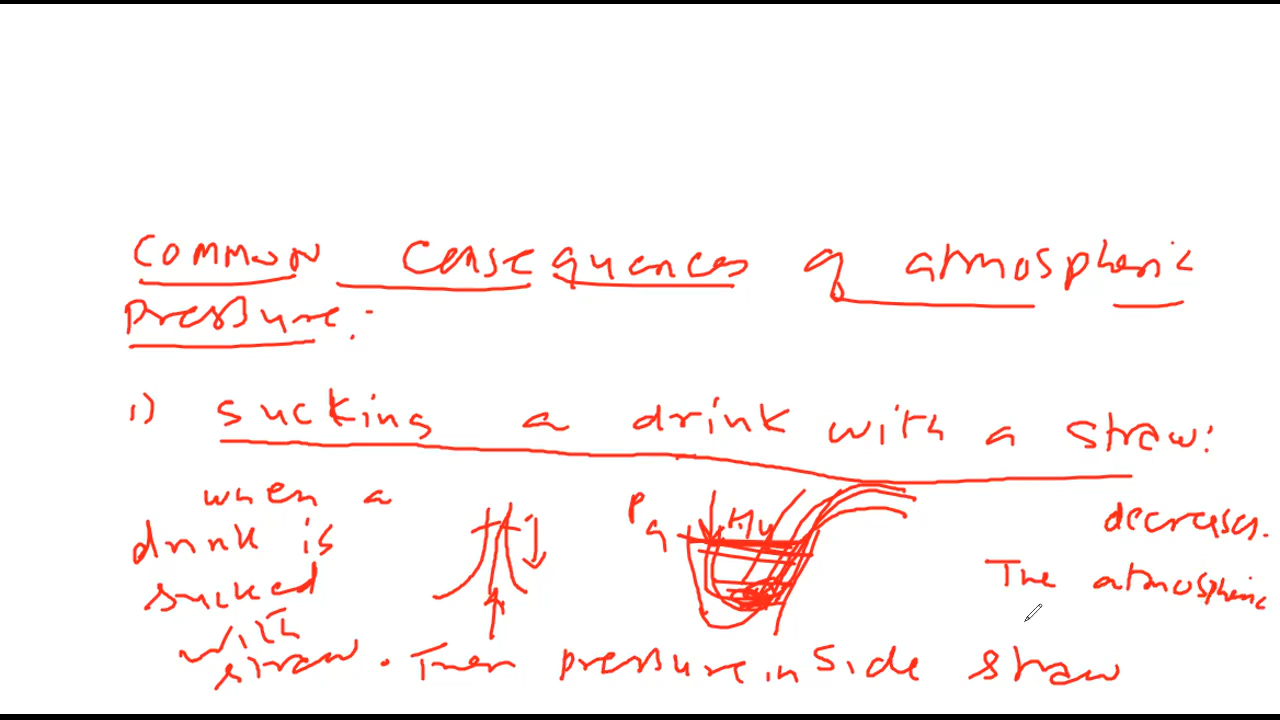 COMMON consequences of atmospheric
pressure:
1) sucking a drink with a straw:
when a
drink is
sucked
with
straw. Then pressure inside straw
decreases.
The atmospheric
Pa